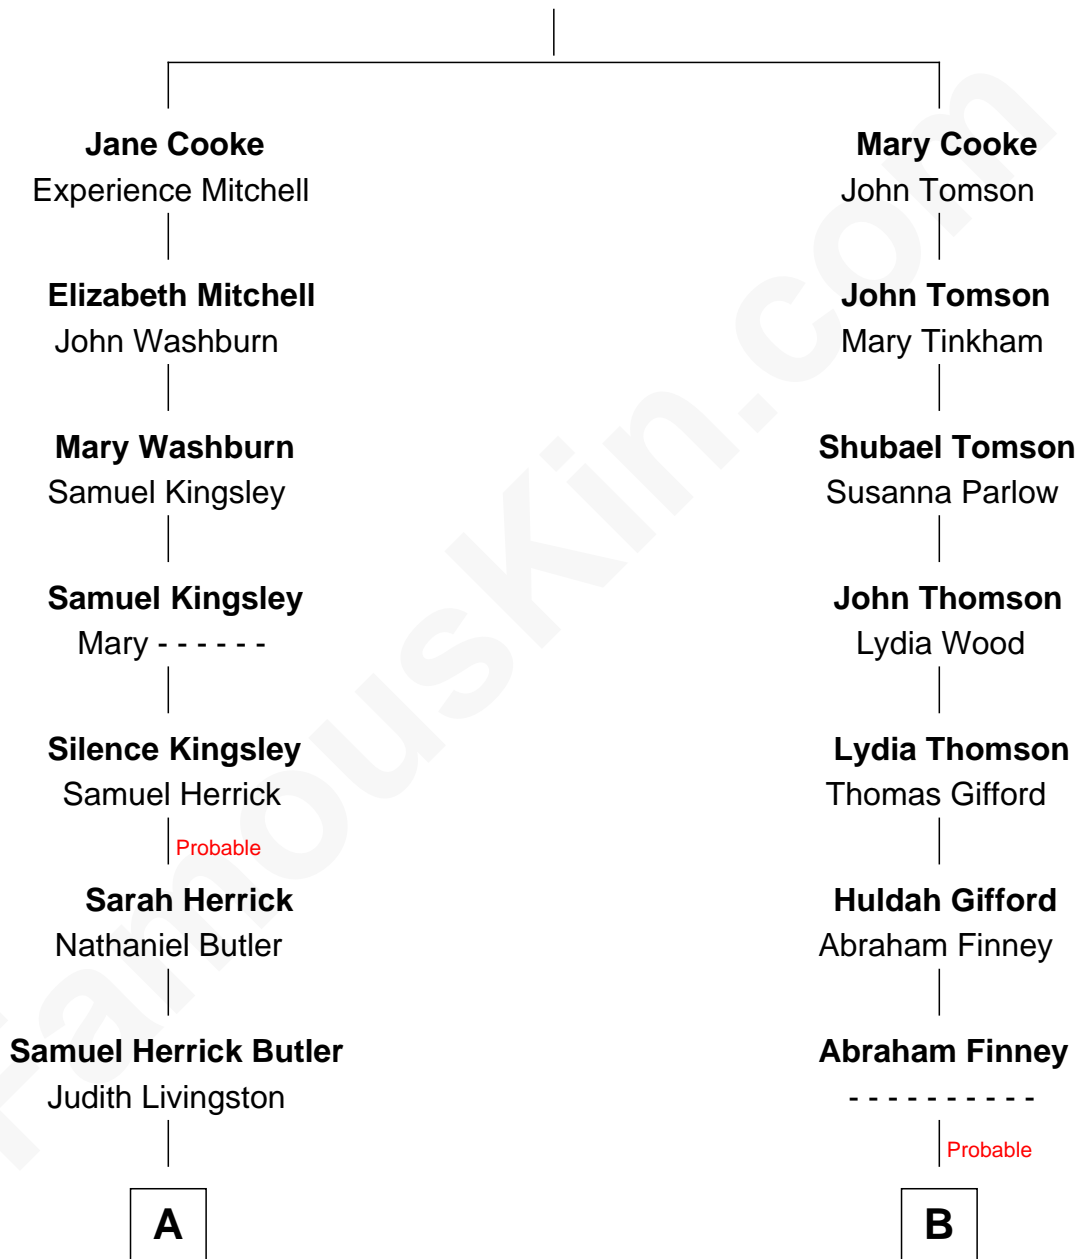 Jane Cooke
Experience Mitchell
Elizabeth Mitchell
John Washburn
Mary Washburn
Samuel Kingsley
Samuel Kingsley
Mary - - - - - -
Silence Kingsley
Samuel Herrick
Probable
Sarah Herrick
Nathaniel Butler
Samuel Herrick Butler
Judith Livingston
A
Mary Cooke
John Tomson
John Tomson
Mary Tinkham
Shubael Tomson
Susanna Parlow
John Thomson
Lydia Wood
Lydia Thomson
Thomas Gifford
Huldah Gifford
Abraham Finney
Abraham Finney
- - - - - - - - - -
Probable
B
FamousKin.com